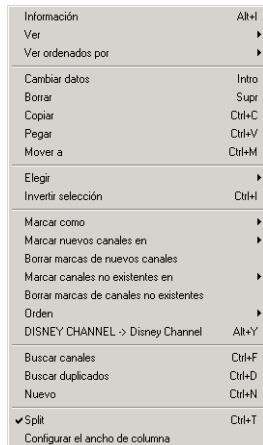 Información Alt+I
Ver
Ver ordenados por
Cambiar datos Intro
Borrar Supr
Copiar Ctrl+C
Pegar Ctrl+V
Mover a Ctrl+M
Elegir
Invertir selección Ctrl+I
Marcar como
Marcar nuevos canales en
Borrar marcas de nuevos canales
Marcar canales no existentes en
Borrar marcas de canales no existentes
Orden
DISNEY CHANNEL -> Disney Channel Alt+Y
Buscar canales Ctrl+F
Buscar duplicados Ctrl+D
Nuevo Ctrl+N
Split Ctrl+T
Configurar el ancho de columna